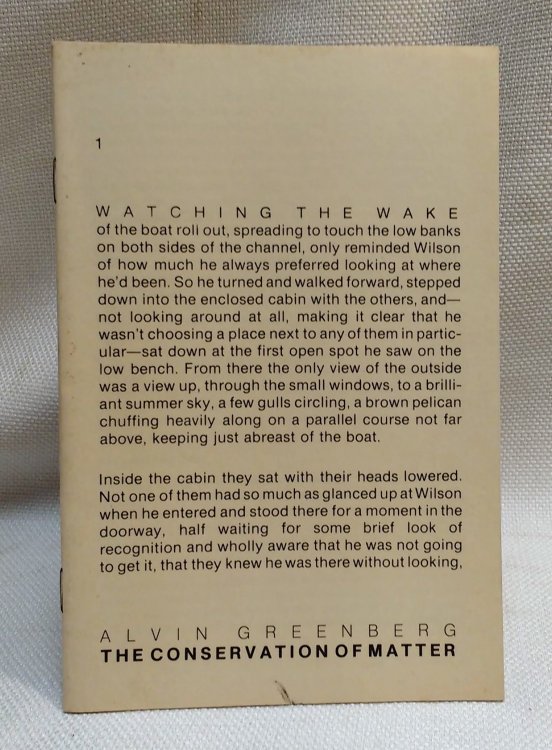 1
WATCHING THE WAKE
of the boat roll out, spreading to touch the low banks
on both sides of the channel, only reminded Wilson
of how much he always preferred looking at where
he'd been. So he turned and walked forward, stepped
down into the enclosed cabin with the others, and—
not looking around at all, making it clear that he
wasn't choosing a place next to any of them in partic-
ular—sat down at the first open spot he saw on the
low bench. From there the only view of the outside
was a view up, through the small windows, to a brilli-
ant summer sky, a few gulls circling, a brown pelican
chuffing heavily along on a parallel course not far
above, keeping just abreast of the boat.
Inside the cabin they sat with their heads lowered.
Not one of them had so much as glanced up at Wilson
when he entered and stood there for a moment in the
doorway, half waiting for some brief look of
recognition and wholly aware that he was not going
to get it, that they knew he was there without looking,
ALVIN GREENBERG
THE CONSERVATION OF MATTER